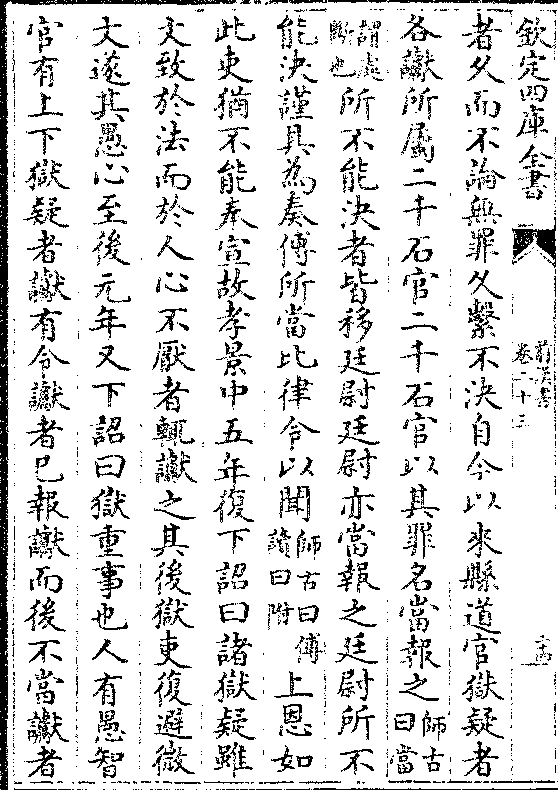 欽定四庫全書
前漢書
卷二十三
者久而不論無罪久繫不決自今以來縣道官獄疑者
各讞所屬二千石官二千石官以其罪名當報之師古曰當
謂處斷也所不能決者皆移廷尉廷尉亦當報之廷尉所不
能決謹具為奏傅所當比律令以聞師古曰傅讀曰附上恩如
此吏猶不能奉宣故孝景中五年復下詔曰諸獄疑雖
文致於法而於人心不厭者輒讞之其後獄吏復避微
文遂其愚心至後元年又下詔曰獄重事也人有愚智
官有上下獄疑者讞有令讞者已報讞而後不當讞者